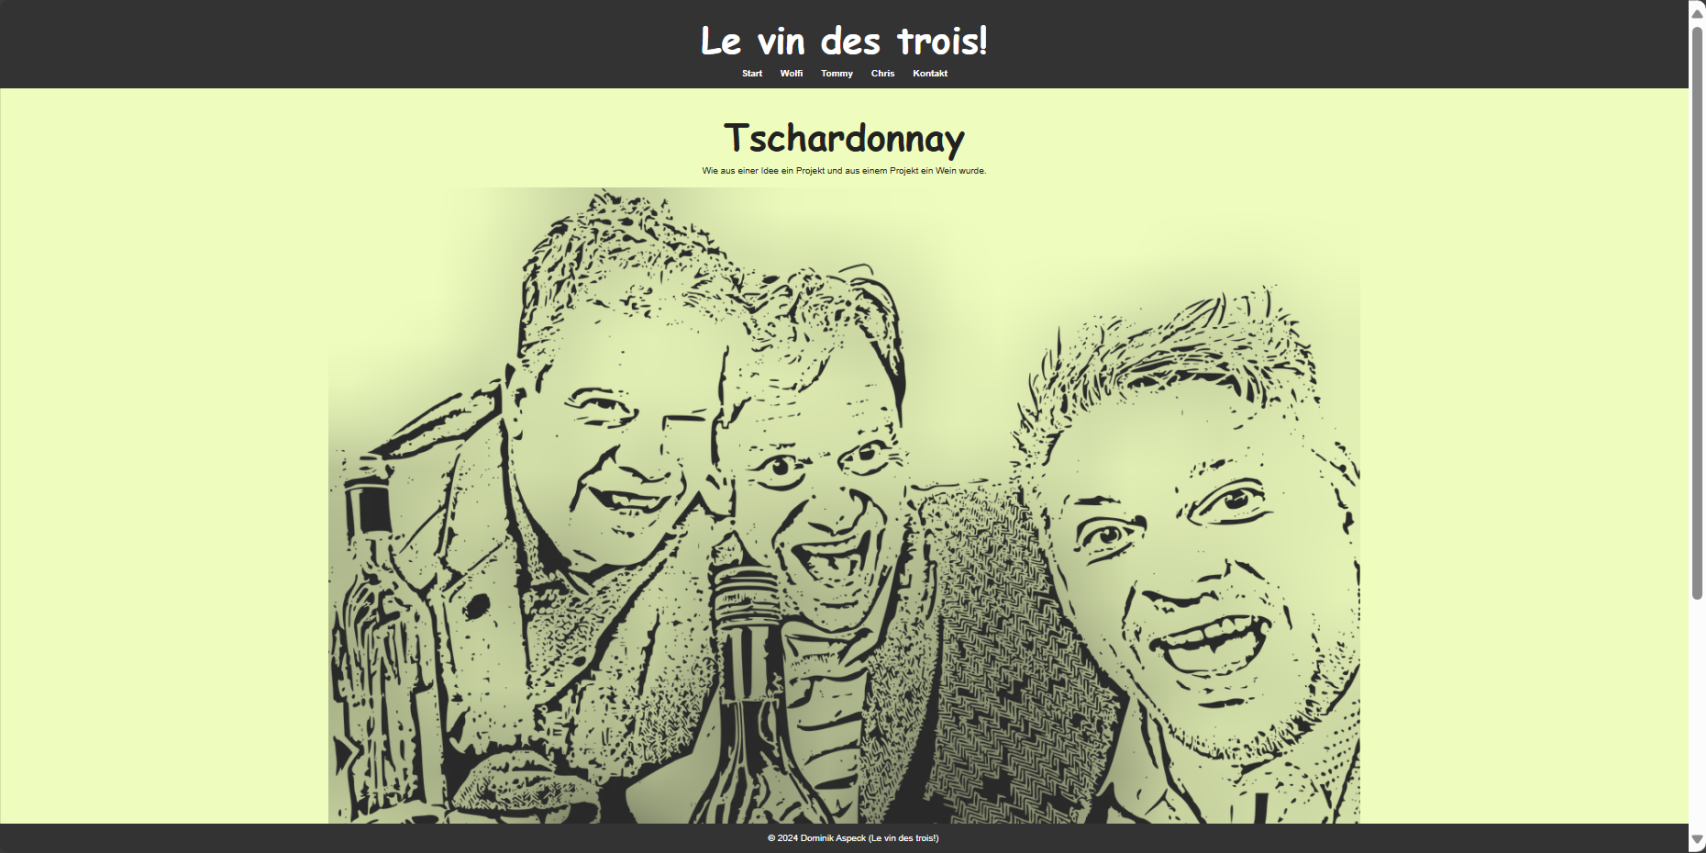 Le vin des trois!
Start Wolfi Tommy Chris Kontakt
Tschardonnay
Wie aus einer Idee ein Projekt und aus einem Projekt ein Wein wurde.
© 2024 Dominik Aspeck (Le vin des trois!)